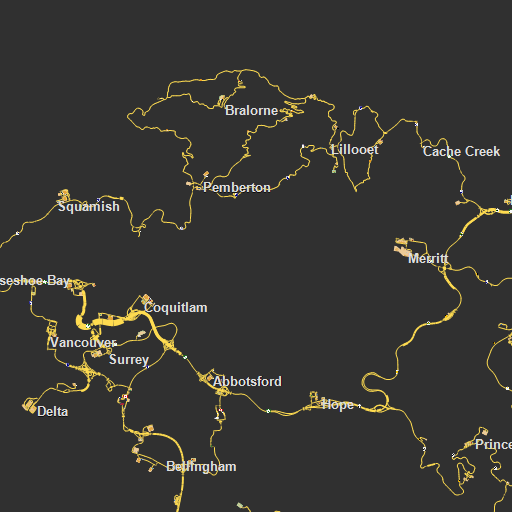 Bralorne
Lillooet
Cache Creek
Pemberton
Squamish
Merritt
seshoe Bay
Coquitlam
Vancouver
Surrey
Abbotsford
Delta
Hope
Prince
Bellingham